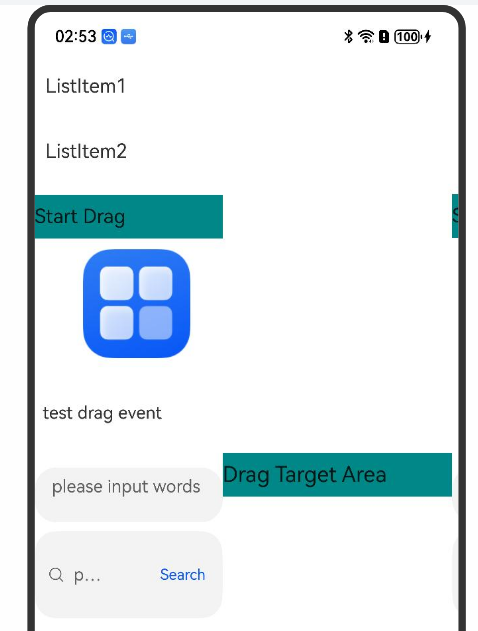 02:53
100
ListItem1
ListItem2
Start Drag
test drag event
please input words
Drag Target Area
p...
Search